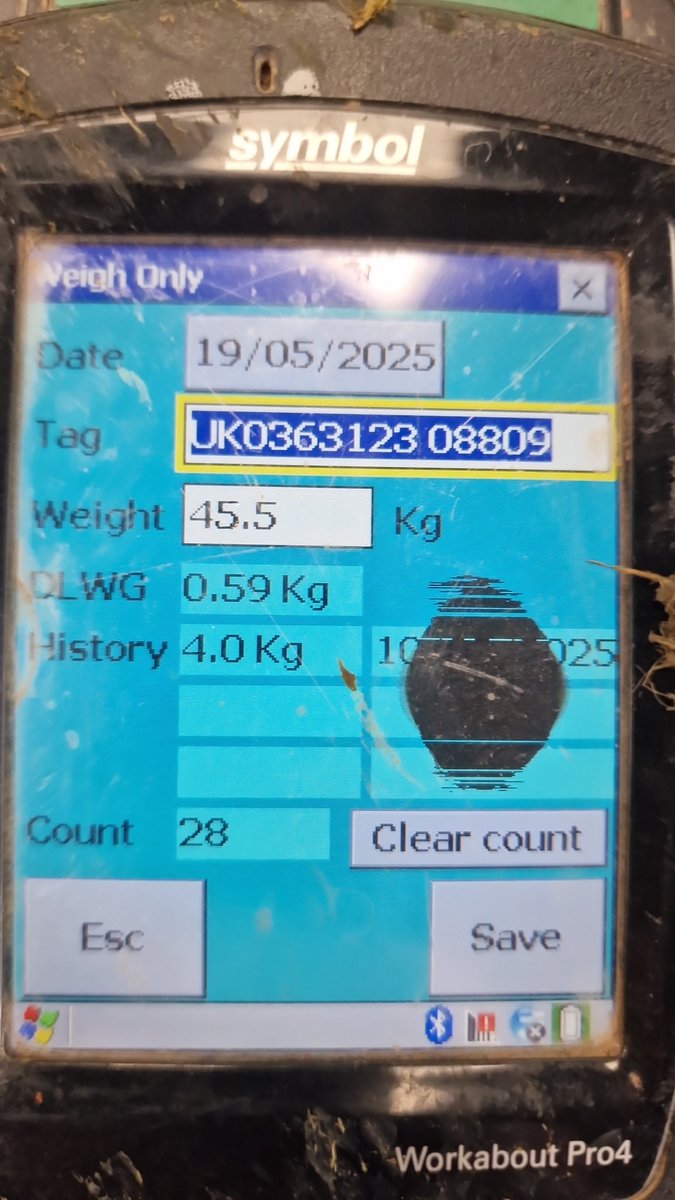 symbol
Weigh Only
Date 19/05/2025
Tag UK0363123 08809
Weight 45.5 Kg
DLWG 0.59 Kg
History 4.0 Kg
Count 28 Clear count
Esc Save
Workabout Pro4